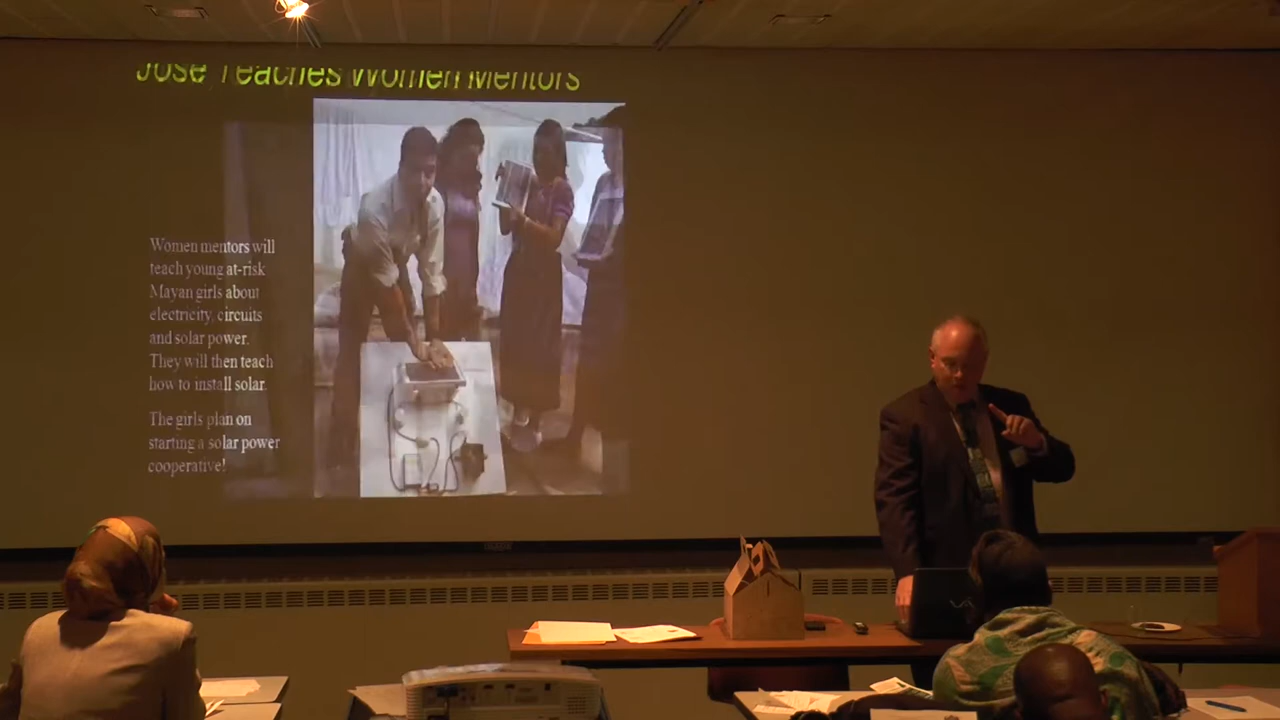 Jose Teaches Women Mentors
Women mentors will
teach young at-risk
Mayan girls about
electricity, circuits
and solar power.
They will then teach
how to install solar.
The girls plan on
starting a solar power
cooperative!